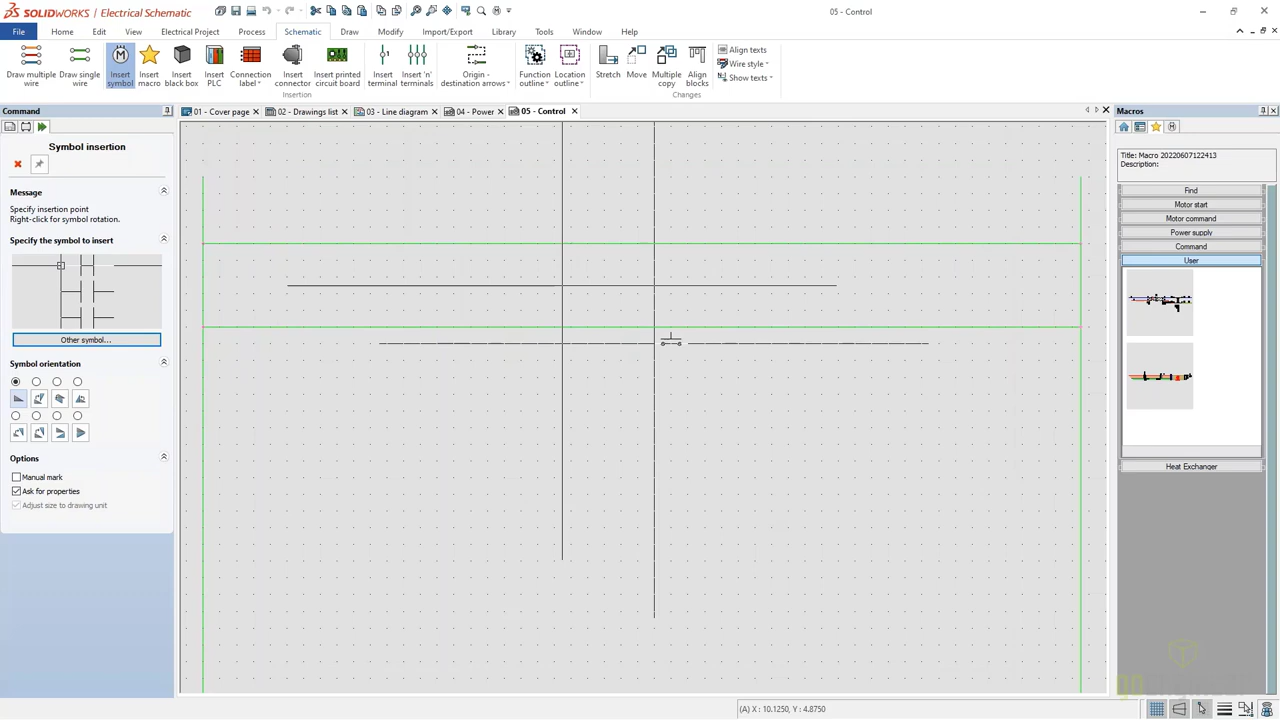 SOLIDWORKS | Electrical Schematic
05 - Control
File Home Edit View Electrical Project Process Schematic Draw Modify Import/Export Library Tools Window Help
Draw multiple wire
Draw single wire
Insert symbol
Insert macro
Insert black box
Insert PLC
Connection label
Insert connector
Insert printed circuit board
Insert terminal
Insert 'n' terminals
Origin - destination arrows
Function outline
Location outline
Stretch
Move
Multiple copy
Align blocks
Align texts
Wire style
Show texts
Insertion
Changes
Command
01 - Cover page
02 - Drawings list
03 - Line diagram
04 - Power
05 - Control
Macros
Symbol insertion
Message
Specify insertion point
Right-click for symbol rotation.
Specify the symbol to insert
Other symbol...
Symbol orientation
Options
Manual mark
Ask for properties
Adjust size to drawing unit
Title: Macro 20220607122413
Description:
Find
Motor start
Motor command
Power supply
Command
User
Heat Exchanger
(A) X : 10.1250, Y : 4.8750